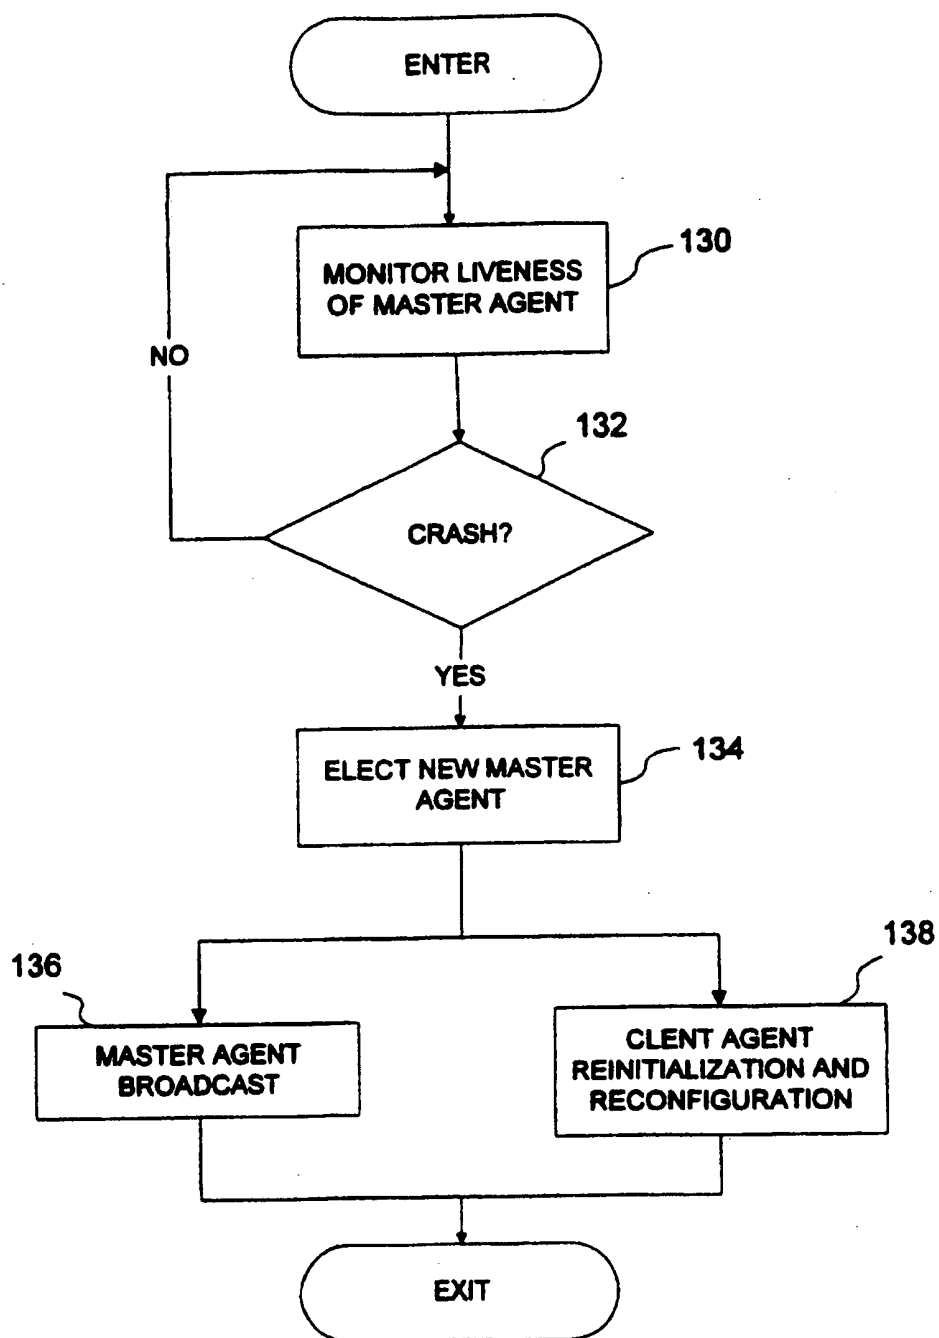 ENTER
130
MONITOR LIVENESS
OF MASTER AGENT
NO
132
CRASH?
YES
134
ELECT NEW MASTER
AGENT
138
136
MASTER AGENT
BROADCAST
CLENT AGENT
REINITIALIZATION AND
RECONFIGURATION
EXIT